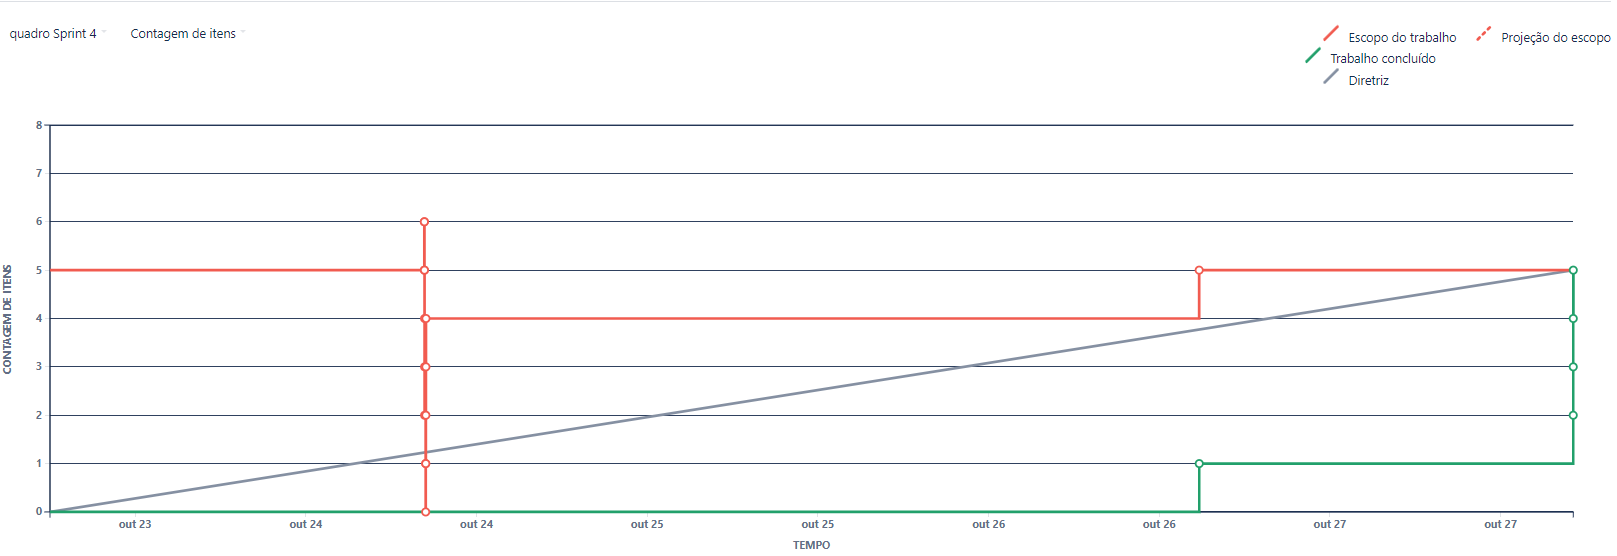 quadro Sprint 4 Contagem de itens
Escopo do trabalho Projeção do escopo
Trabalho concluído
Diretriz
8
7
6
5
4
3
2
1
0
CONTAGEM DE ITENS
out 23 out 24 out 24 out 25 out 25 out 26 out 26 out 27 out 27
TEMPO